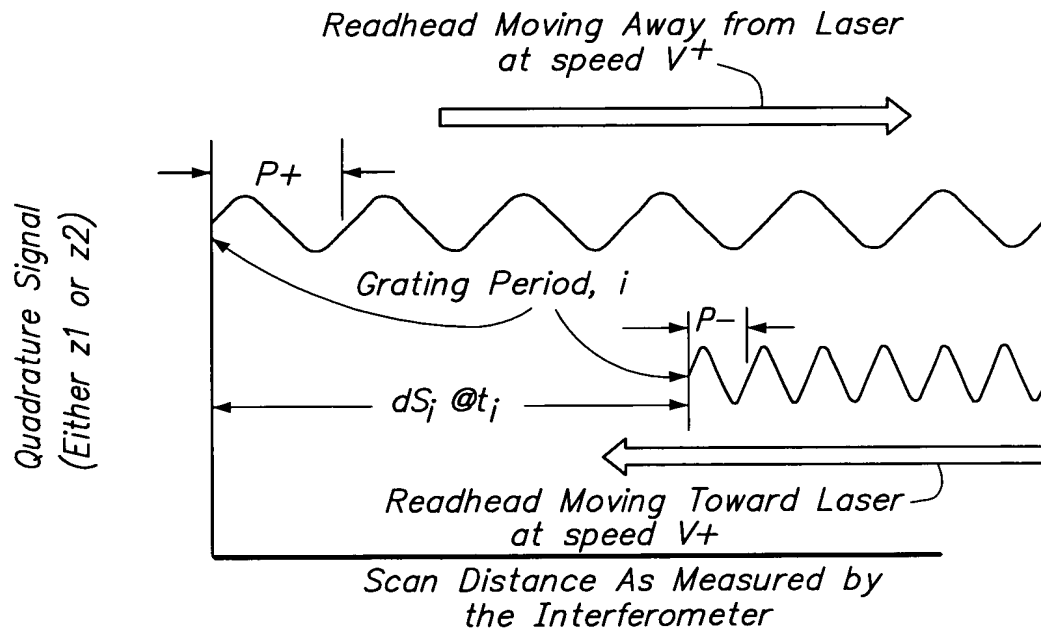 Readhead Moving Away from Laser
at speed V+
P+
Quadrature Signal
(Either z1 or z2)
Grating Period, i
P-
dSi @ti
Readhead Moving Toward Laser
at speed V+
Scan Distance As Measured by
the Interferometer